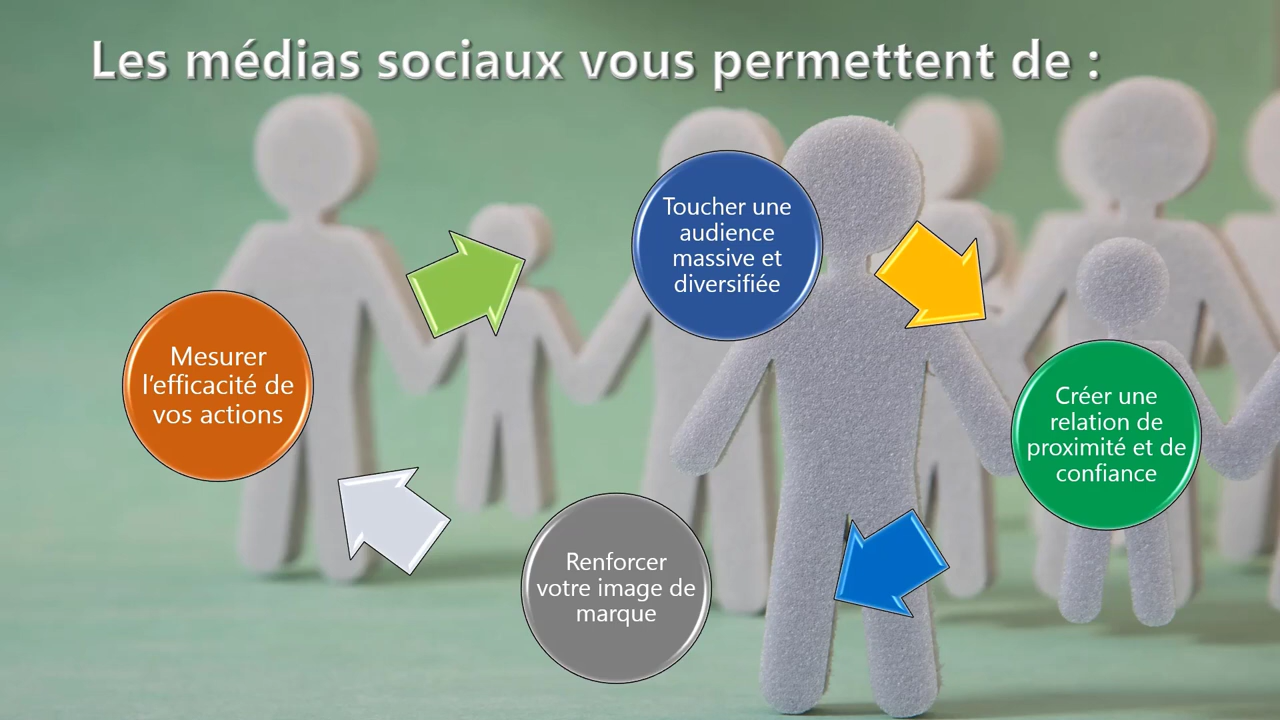 Les médias sociaux vous permettent de :
Toucher une
audience
massive et
diversifiée
Créer une
relation de
proximité et de
confiance
Renforcer
votre image de
marque
Mesurer
l’efficacité de
vos actions